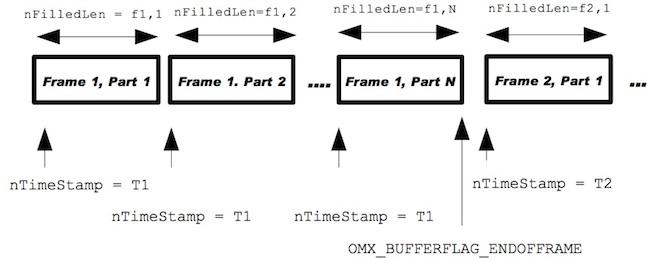 nFilledLen = f1,1 nFilledLen=f1,2 nFilledLen=f1,N nFilledLen=f2,1
Frame 1, Part 1 Frame 1. Part 2 .... Frame 1, Part N Frame 2, Part 1 ...
nTimeStamp = T1 nTimeStamp = T2
nTimeStamp = T1 nTimeStamp = T1
OMX_BUFFERFLAG_ENDOFFRAME